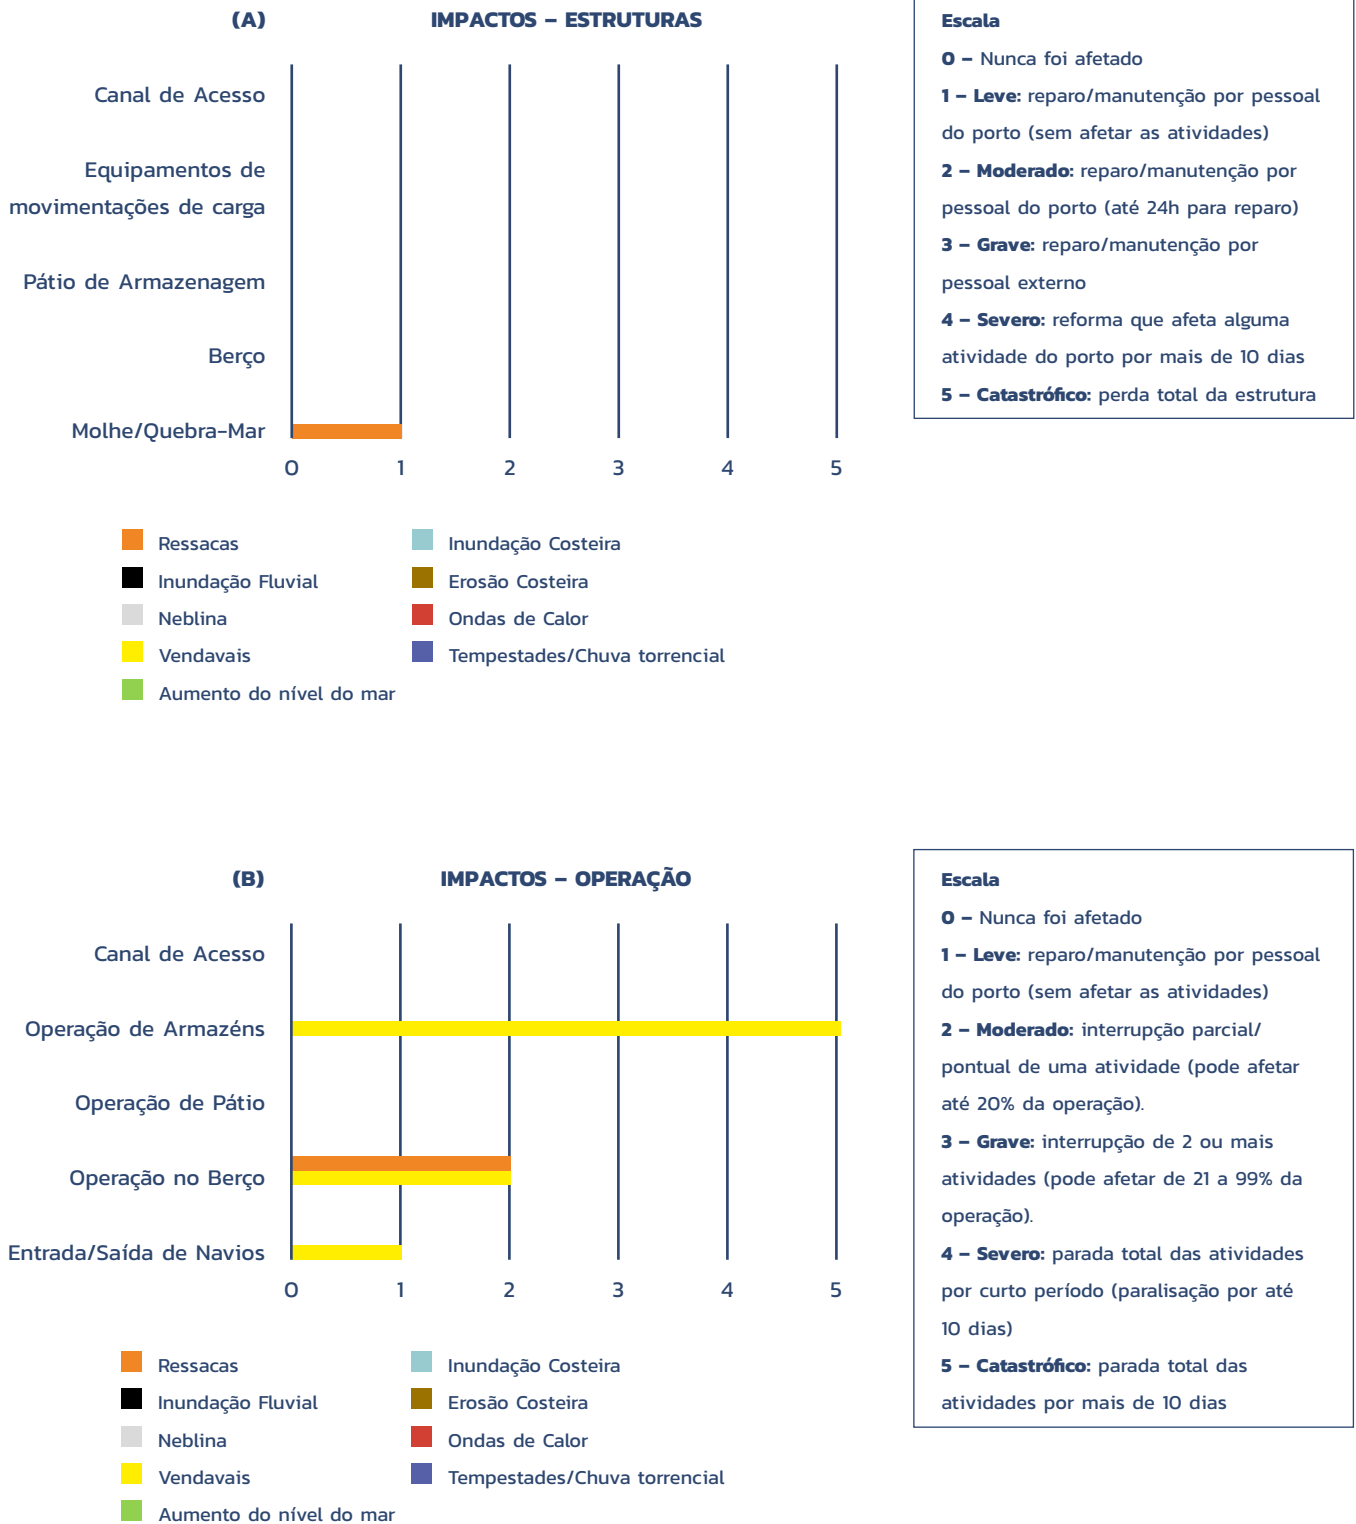 (A) IMPACTOS – ESTRUTURAS
Canal de Acesso
Equipamentos de
movimentações de carga
Pátio de Armazenagem
Berço
Molhe/Quebra-Mar
0 1 2 3 4 5
Ressacas
Inundação Fluvial
Neblina
Vendavais
Aumento do nível do mar
Inundação Costeira
Erosão Costeira
Ondas de Calor
Tempestades/Chuva torrencial
Escala
0 – Nunca foi afetado
1 – Leve: reparo/manutenção por pessoal
do porto (sem afetar as atividades)
2 – Moderado: reparo/manutenção por
pessoal do porto (até 24h para reparo)
3 – Grave: reparo/manutenção por
pessoal externo
4 – Severo: reforma que afeta alguma
atividade do porto por mais de 10 dias
5 – Catastrófico: perda total da estrutura
(B) IMPACTOS – OPERAÇÃO
Canal de Acesso
Operação de Armazéns
Operação de Pátio
Operação no Berço
Entrada/Saída de Navios
0 1 2 3 4 5
Ressacas
Inundação Fluvial
Neblina
Vendavais
Aumento do nível do mar
Inundação Costeira
Erosão Costeira
Ondas de Calor
Tempestades/Chuva torrencial
Escala
0 – Nunca foi afetado
1 – Leve: reparo/manutenção por pessoal
do porto (sem afetar as atividades)
2 – Moderado: interrupção parcial/
pontual de uma atividade (pode afetar
até 20% da operação).
3 – Grave: interrupção de 2 ou mais
atividades (pode afetar de 21 a 99% da
operação).
4 – Severo: parada total das atividades
por curto período (paralisação por até
10 dias)
5 – Catastrófico: parada total das
atividades por mais de 10 dias